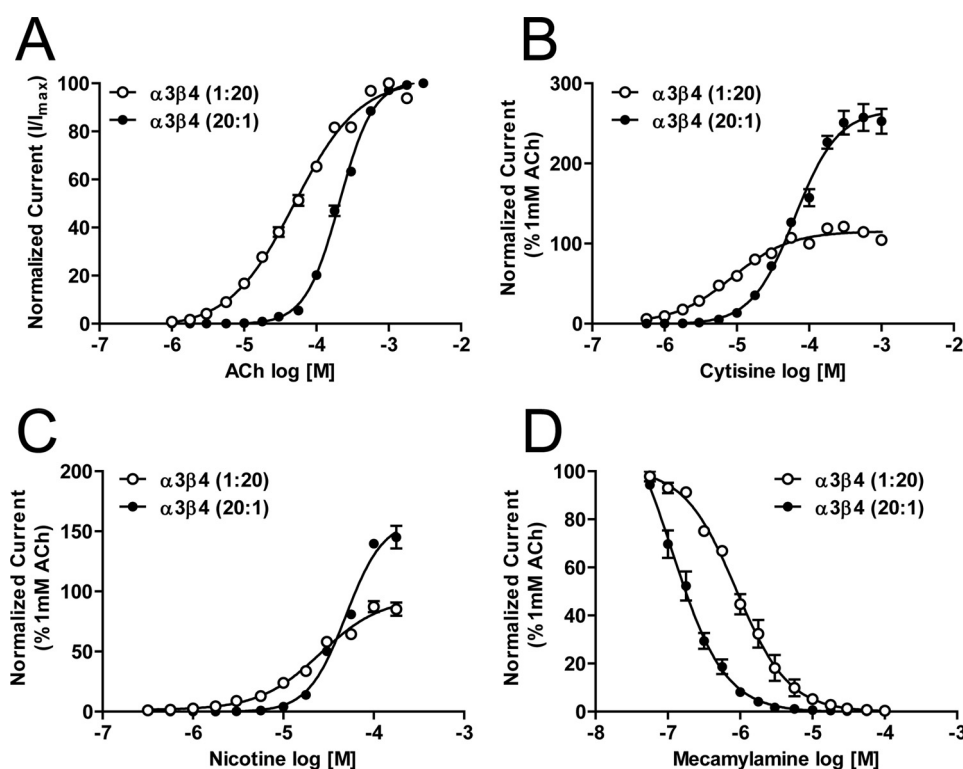 A
Normalized Current (I/Imax)
100
80
60
40
20
0
α3β4 (1:20)
α3β4 (20:1)
-7 -6 -5 -4 -3 -2
ACh log [M]
B
Normalized Current
(%1mM ACh)
300
200
100
0
α3β4 (1:20)
α3β4 (20:1)
-7 -6 -5 -4 -3 -2
Cytisine log [M]
C
Normalized Current
(%1mM ACh)
200
150
100
50
0
α3β4 (1:20)
α3β4 (20:1)
-7 -6 -5 -4 -3
Nicotine log [M]
D
Normalized Current
(%1mM ACh)
100
80
60
40
20
0
α3β4 (1:20)
α3β4 (20:1)
-8 -7 -6 -5 -4 -3
Mecamylamine log [M]